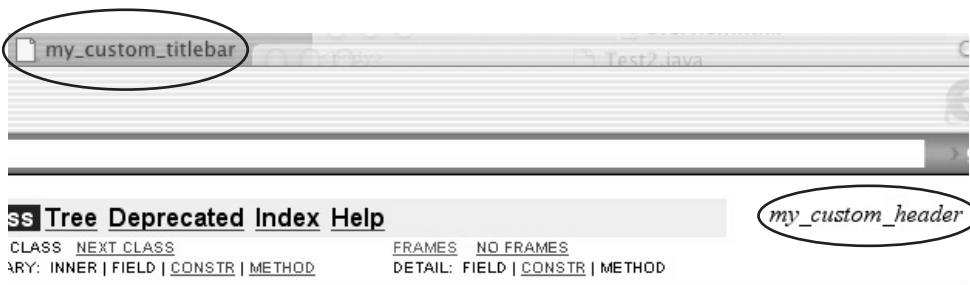 my_custom_titlebar
Test2.java
ss Tree Deprecated Index Help
my_custom_header
CLASS NEXT CLASS
FRAMES NO FRAMES
ARY: INNER | FIELD | CONSTR | METHOD
DETAIL: FIELD | CONSTR | METHOD